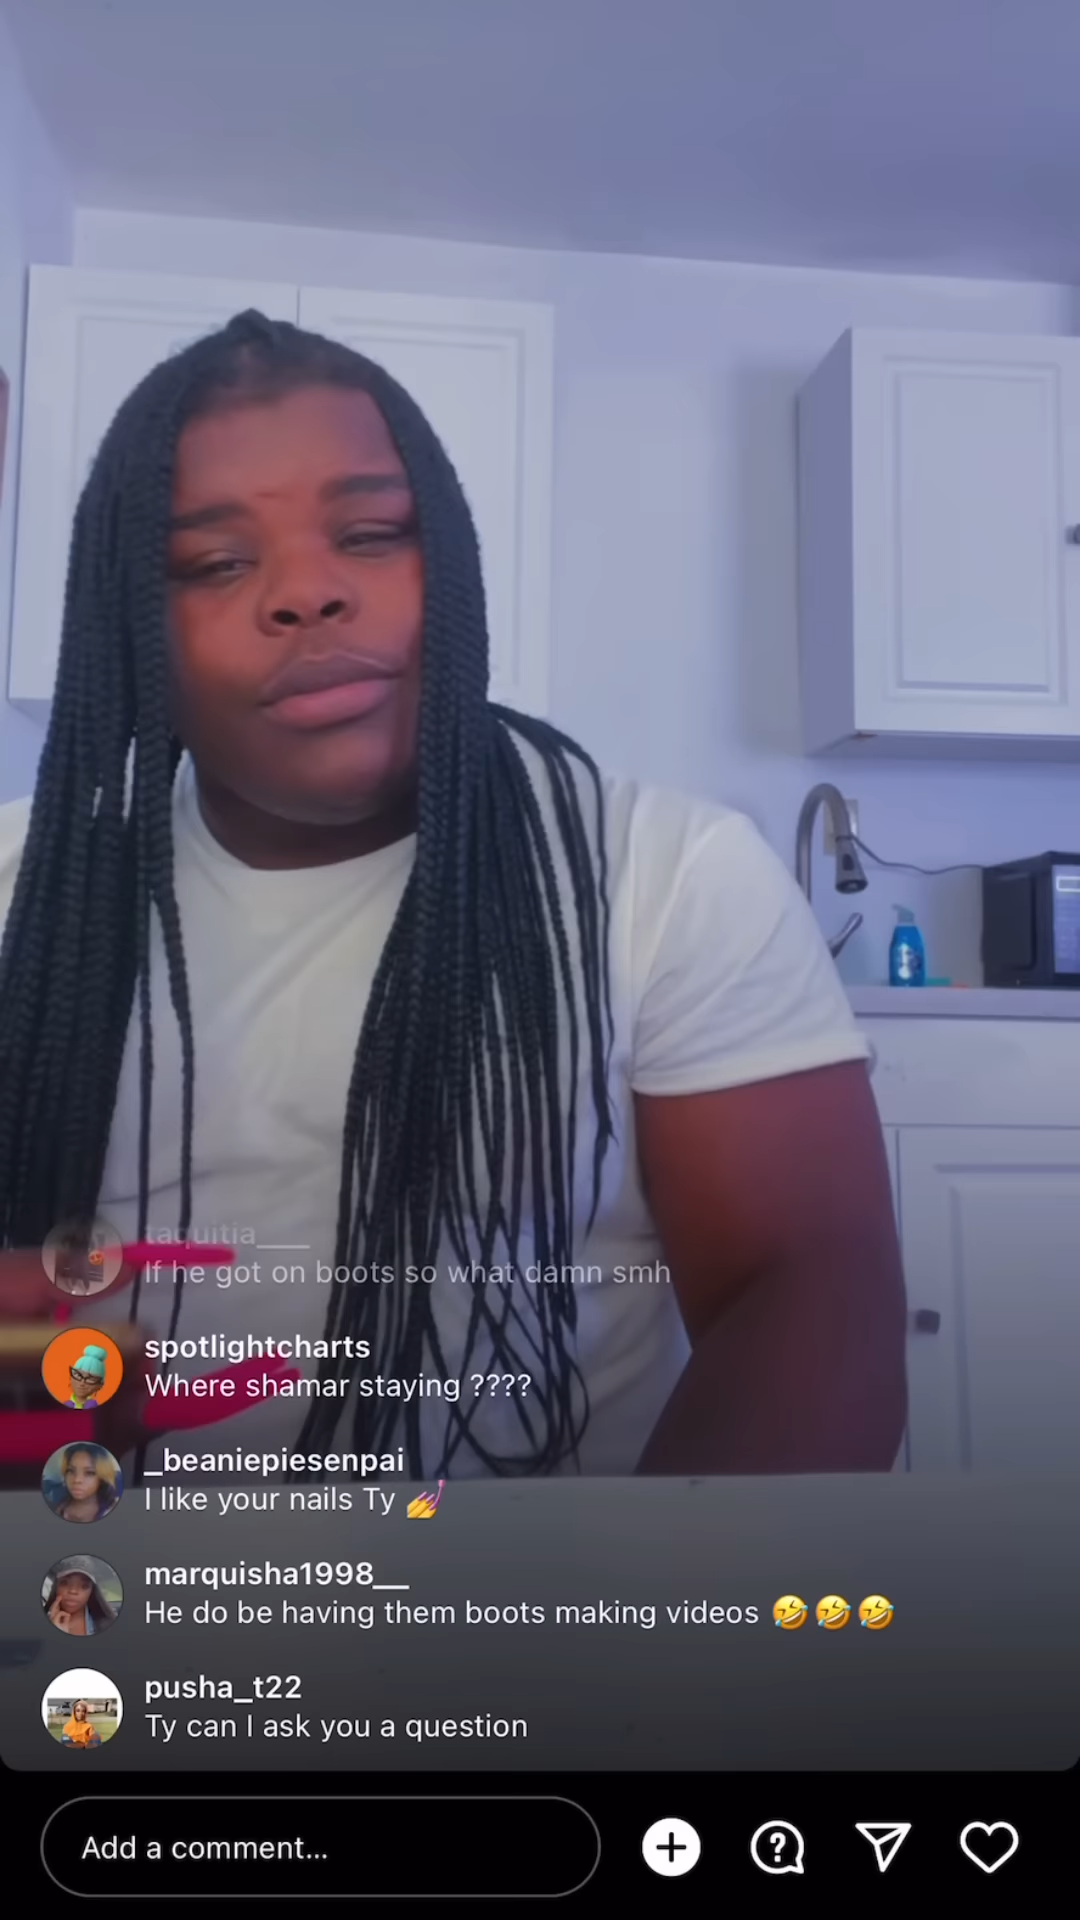 taquitia___
If he got on boots so what damn smh
spotlightcharts
Where shamar staying ????
_beaniepiesenpai
I like your nails Ty 💅
marquisha1998__
He do be having them boots making videos 🤣🤣🤣
pusha_t22
Ty can I ask you a question
Add a comment...